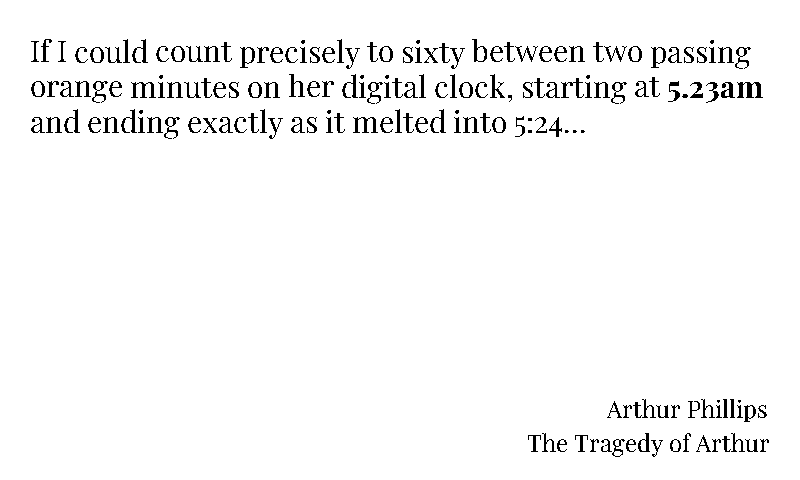 If I could count precisely to sixty between two passing
orange minutes on her digital clock, starting at 5.23am
and ending exactly as it melted into 5:24...
Arthur Phillips
The Tragedy of Arthur